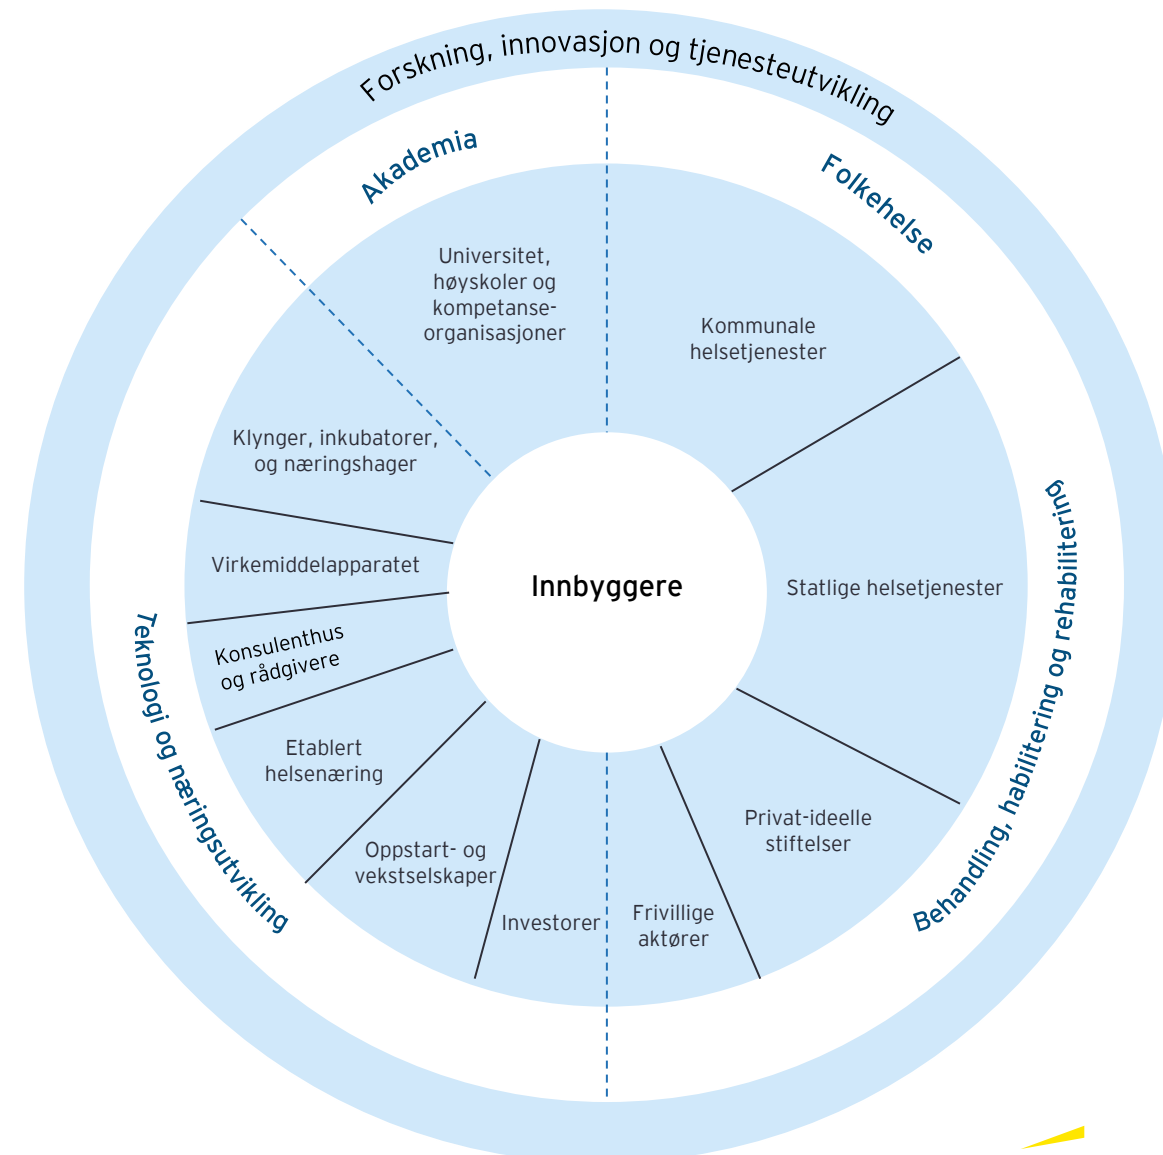 Forskning, innovasjon og tjenesteutvikling
Akademia
Folkehelse
Universitet,
høyskoler og
kompetanse-
organisasjoner
Kommunale
helsetjenester
Klynger, inkubatorer,
og næringshager
Virkemiddelapparatet
Innbyggere
Statlige helsetjenester
Behandling, habilitering og rehabilitering
Konsulenthus
og rådgivere
Teknologi og næringsutvikling
Etablert
helsenæring
Privat-ideelle
stiftelser
Oppstart- og
vekstselskaper
Investorer
Frivillige
aktører